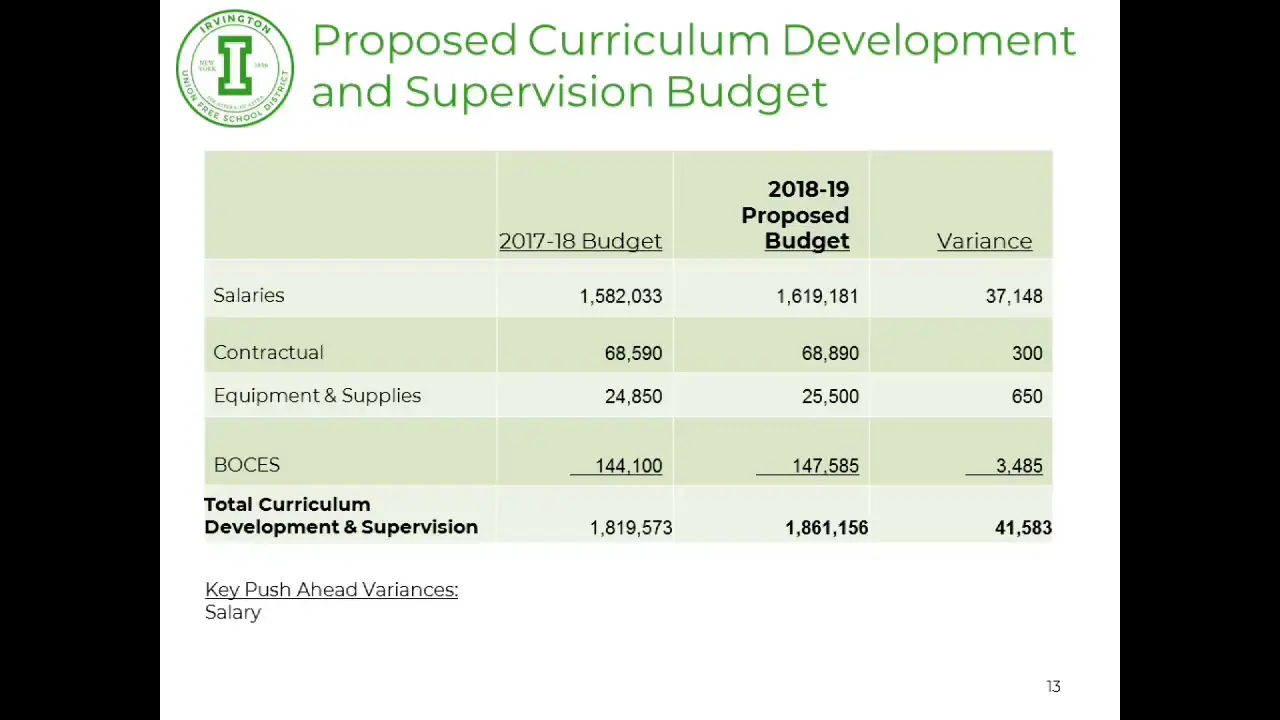 IRVINGTON
NEW YORK 1856
UNION FREE SCHOOL DISTRICT
Proposed Curriculum Development
and Supervision Budget
2017-18 Budget 2018-19 Proposed Budget Variance
Salaries 1,582,033 1,619,181 37,148
Contractual 68,590 68,890 300
Equipment & Supplies 24,850 25,500 650
BOCES 144,100 147,585 3,485
Total Curriculum
Development & Supervision 1,819,573 1,861,156 41,583
Key Push Ahead Variances:
Salary
13